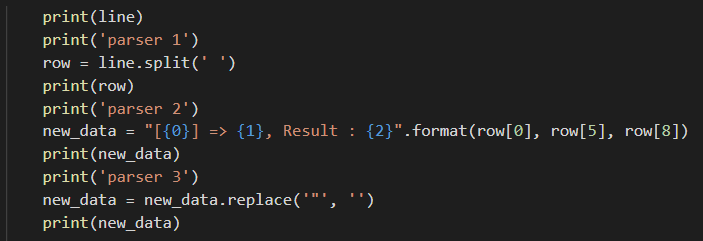 print(line)
print('parser 1')
row = line.split(' ')
print(row)
print('parser 2')
new_data = "[{0}] => {1}, Result : {2}".format(row[0], row[5], row[8])
print(new_data)
print('parser 3')
new_data = new_data.replace('"', '')
print(new_data)